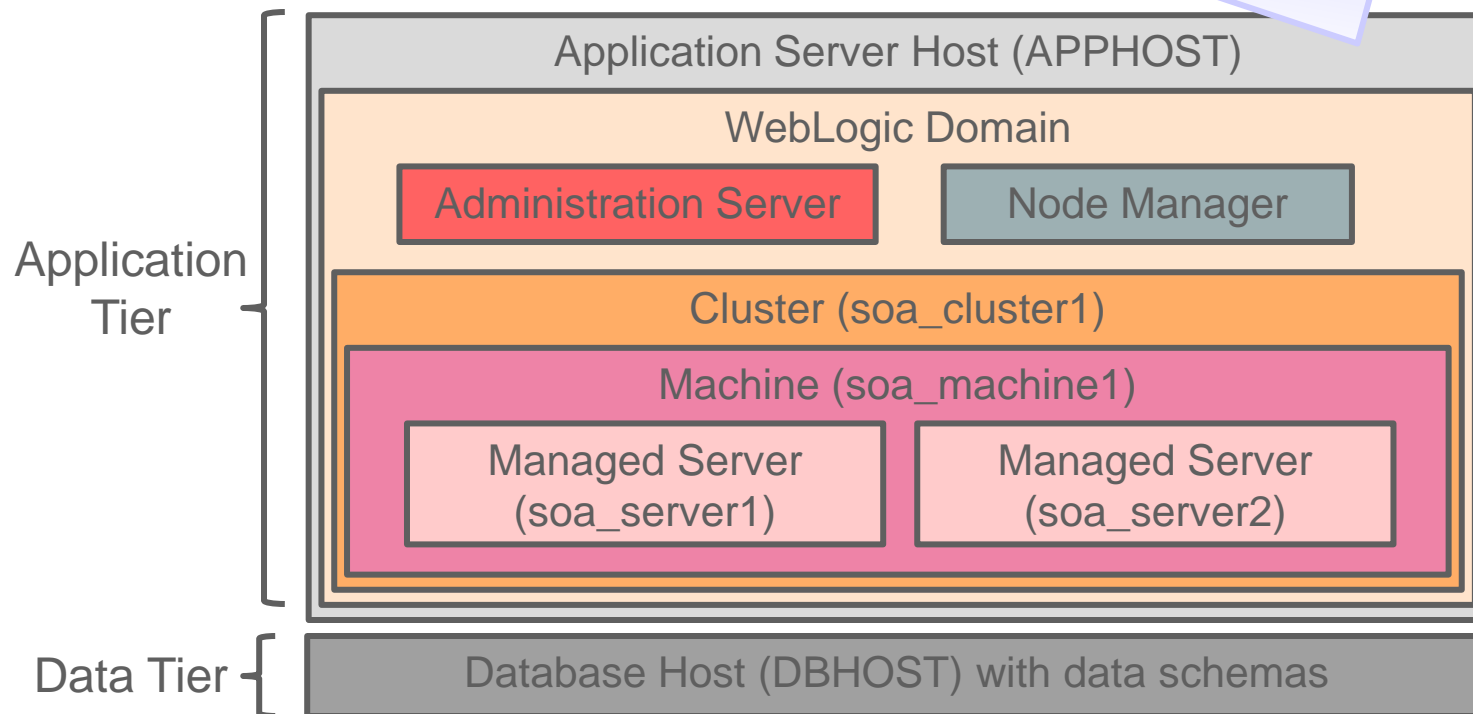 Application Server Host (APPHOST)
WebLogic Domain
Administration Server
Node Manager
Application
Tier
Cluster (soa_cluster1)
Machine (soa_machine1)
Managed Server
(soa_server1)
Managed Server
(soa_server2)
Data Tier
Database Host (DBHOST) with data schemas